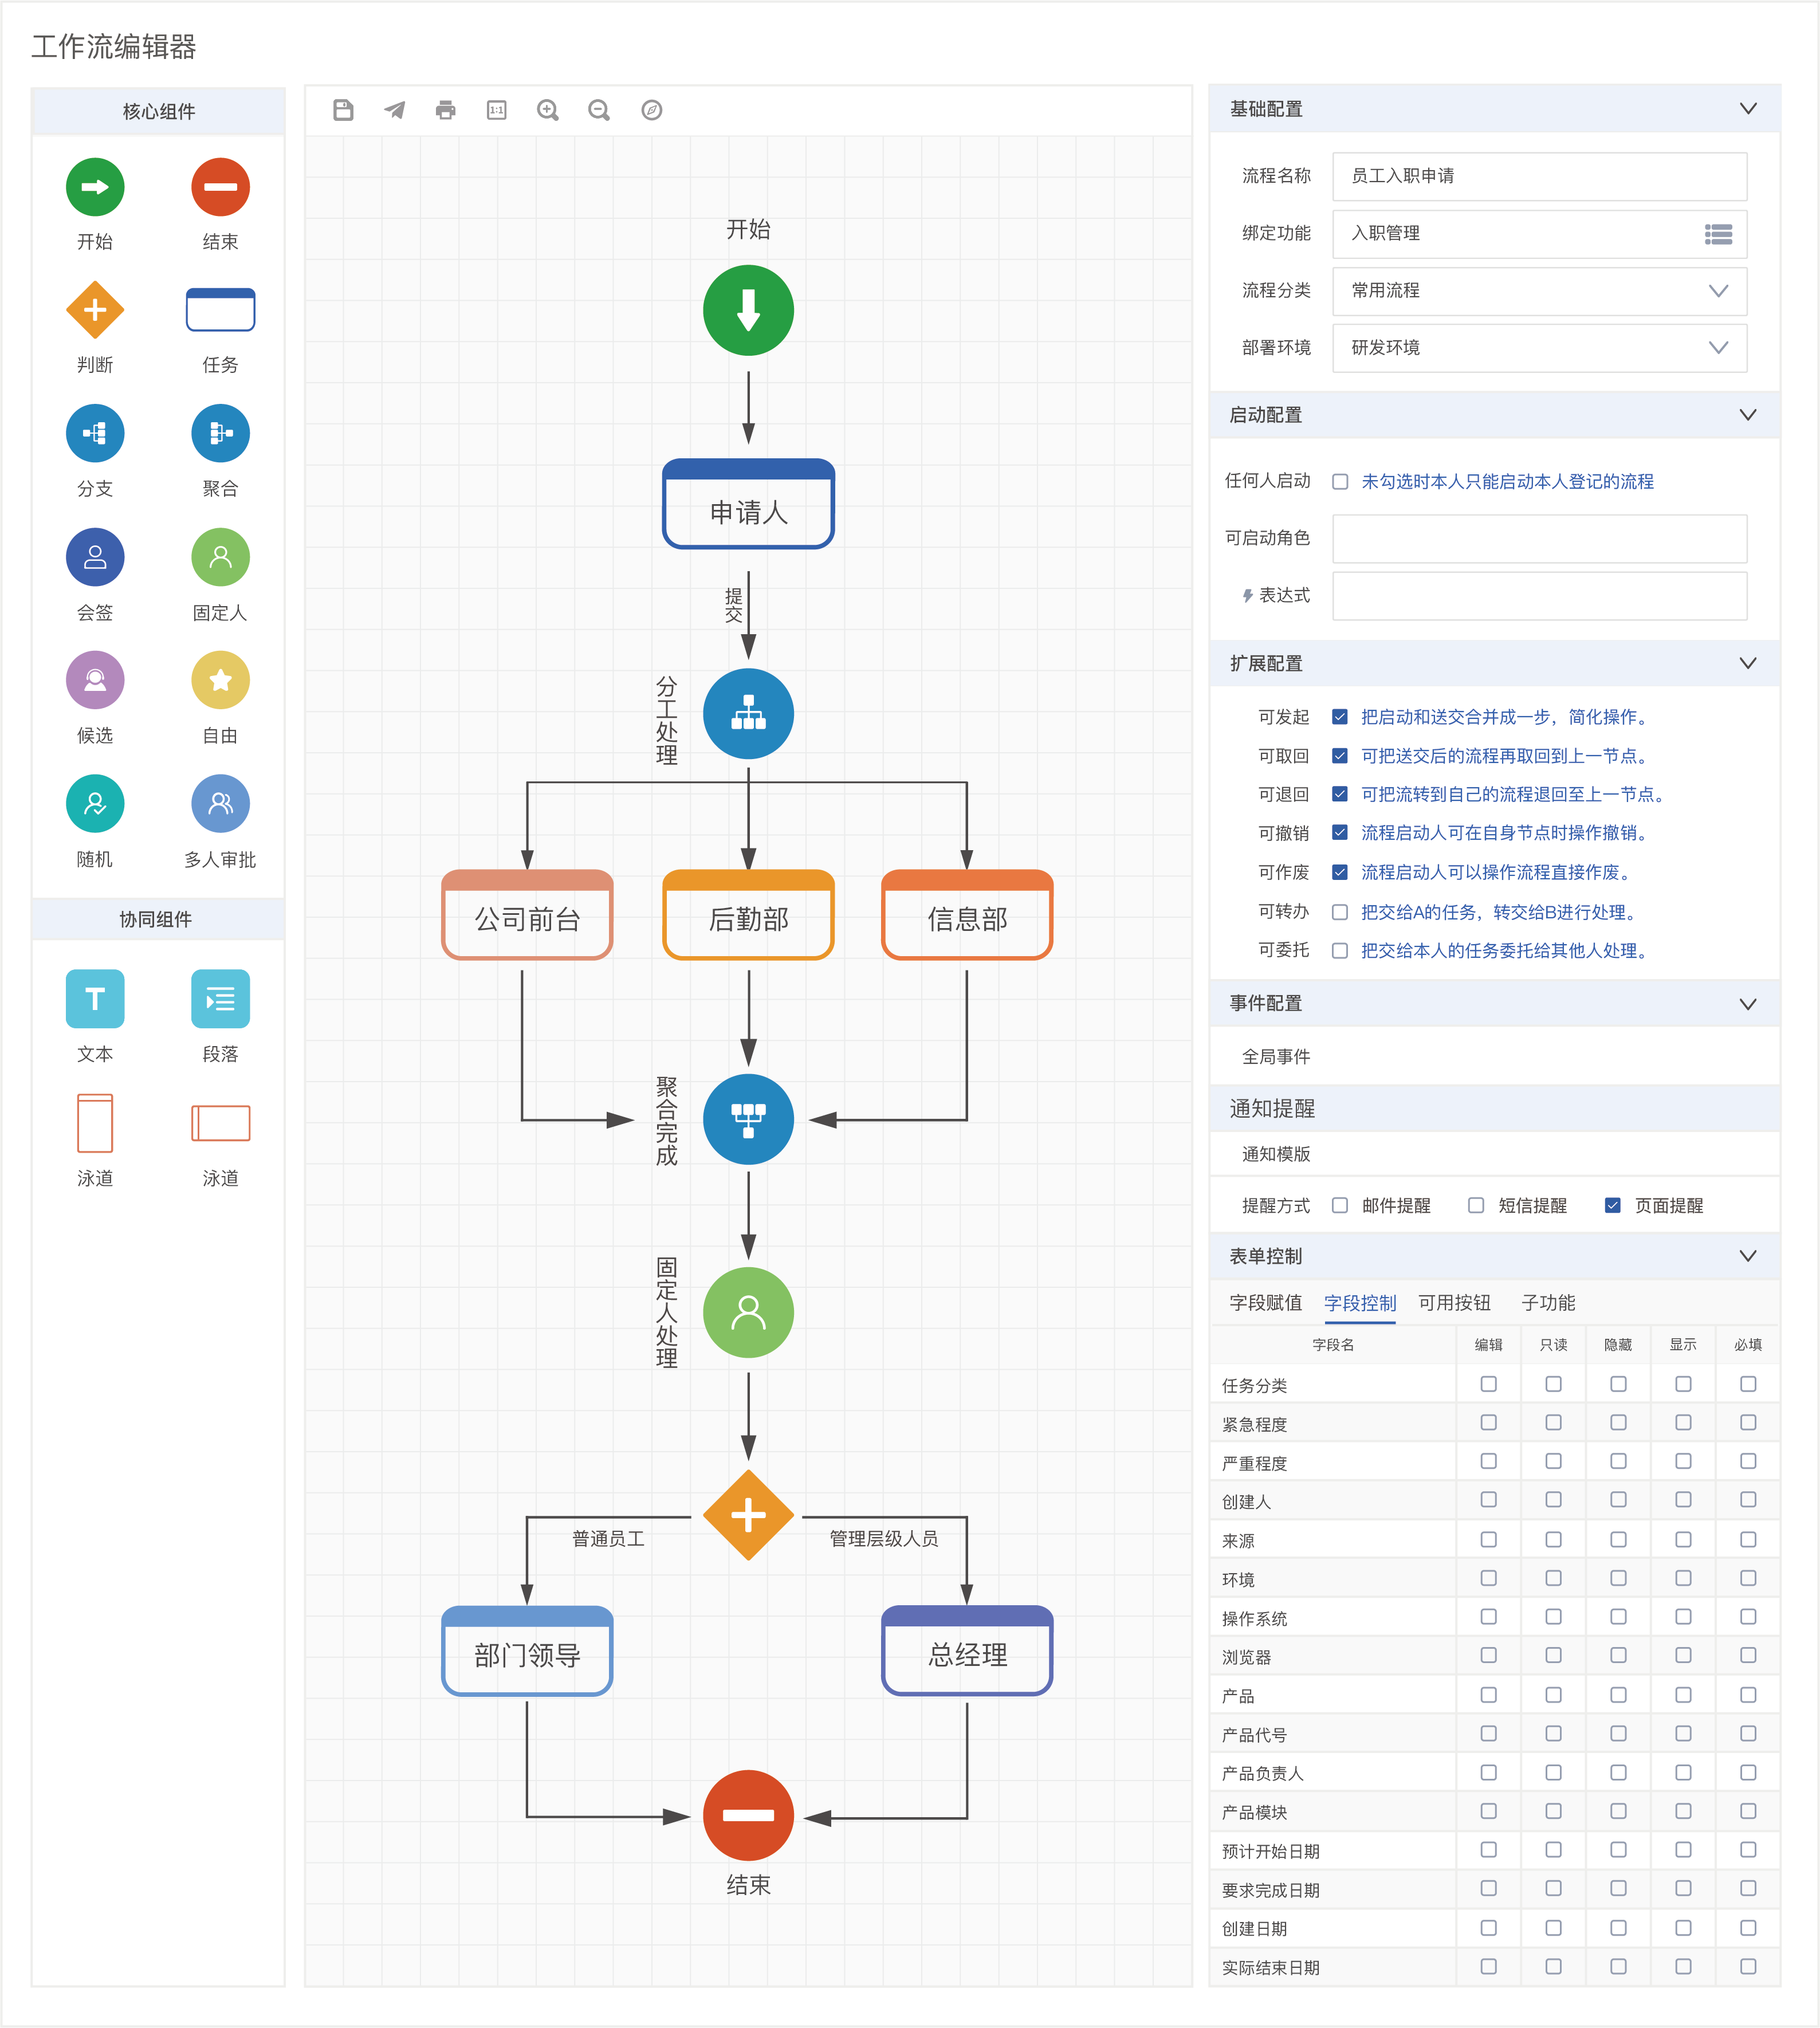 工作流编辑器
核心组件
开始
结束
判断
任务
分支
聚合
会签
固定人
候选
自由
随机
多人审批
协同组件
T
文本
段落
泳道
泳道
1:1
开始
申请人
提交
分工处理
公司前台
后勤部
信息部
聚合完成
固定人处理
普通员工
管理层级人员
部门领导
总经理
结束
基础配置
流程名称 员工入职申请
绑定功能 入职管理
流程分类 常用流程
部署环境 研发环境
启动配置
任何人启动 未勾选时本人只能启动本人登记的流程
可启动角色
表达式
扩展配置
可发起 把启动和送交合并成一步，简化操作。
可取回 可把送交后的流程再取回到上一节点。
可退回 可把流转到自己的流程退回至上一节点。
可撤销 流程启动人可在自身节点时操作撤销。
可作废 流程启动人可以操作流程直接作废。
可转办 把交给A的任务，转交给B进行处理。
可委托 把交给本人的任务委托给其他人处理。
事件配置
全局事件
通知提醒
通知模版
提醒方式 邮件提醒 短信提醒 页面提醒
表单控制
字段赋值 字段控制 可用按钮 子功能
字段名 编辑 只读 隐藏 显示 必填
任务分类
紧急程度
严重程度
创建人
来源
环境
操作系统
浏览器
产品
产品代号
产品负责人
产品模块
预计开始日期
要求完成日期
创建日期
实际结束日期